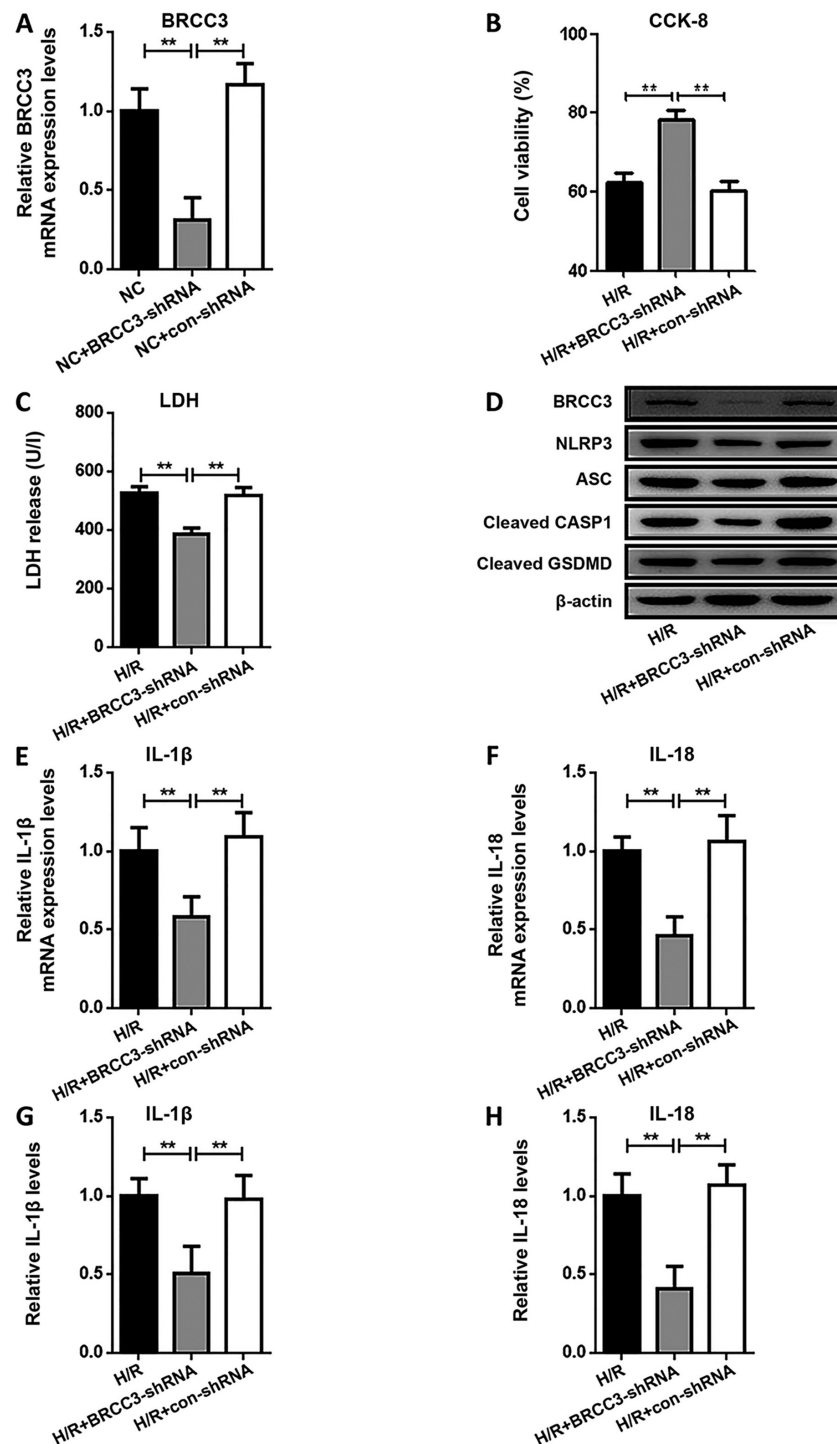 A
BRCC3
Relative BRCC3
mRNA expression levels
1.5
1.0
0.5
0.0
**
**
NC
NC+BRCC3-shRNA
NC+con-shRNA
B
CCK-8
Cell viability (%)
100
80
60
40
**
**
H/R
H/R+BRCC3-shRNA
H/R+con-shRNA
C
LDH
LDH release (U/l)
800
600
400
200
0
**
**
H/R
H/R+BRCC3-shRNA
H/R+con-shRNA
D
BRCC3
NLRP3
ASC
Cleaved CASP1
Cleaved GSDMD
β-actin
H/R
H/R+BRCC3-shRNA
H/R+con-shRNA
E
IL-1β
Relative IL-1β
mRNA expression levels
1.5
1.0
0.5
0.0
**
**
H/R
H/R+BRCC3-shRNA
H/R+con-shRNA
F
IL-18
Relative IL-18
mRNA expression levels
1.5
1.0
0.5
0.0
**
**
H/R
H/R+BRCC3-shRNA
H/R+con-shRNA
G
IL-1β
Relative IL-1β levels
1.5
1.0
0.5
0.0
**
**
H/R
H/R+BRCC3-shRNA
H/R+con-shRNA
H
IL-18
Relative IL-18 levels
1.5
1.0
0.5
0.0
**
**
H/R
H/R+BRCC3-shRNA
H/R+con-shRNA